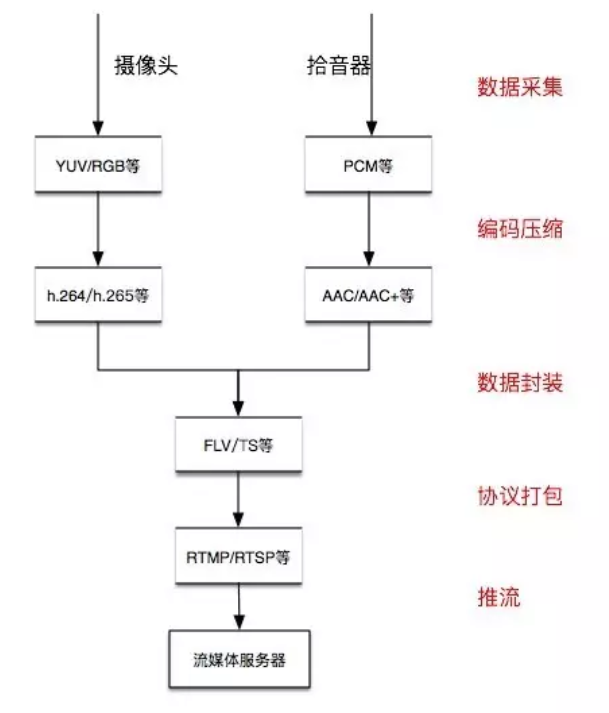 摄像头
拾音器
数据采集
YUV/RGB等
PCM等
编码压缩
h.264/h.265等
AAC/AAC+等
数据封装
FLV/TS等
协议打包
RTMP/RTSP等
推流
流媒体服务器